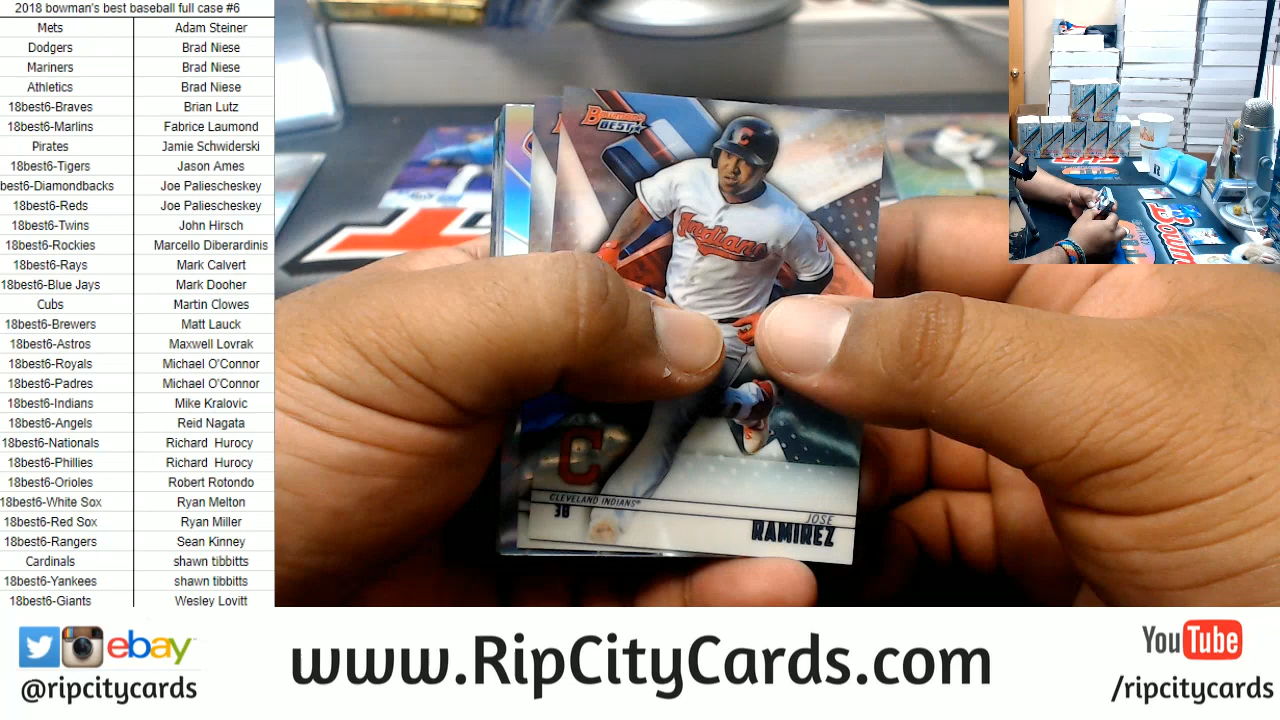 2018 bowman's best baseball full case #6
Mets Adam Steiner
Dodgers Brad Niese
Mariners Brad Niese
Athletics Brad Niese
18best6-Braves Brian Lutz
18best6-Marlins Fabrice Laumond
Pirates Jamie Schwiderski
18best6-Tigers Jason Ames
best6-Diamondbacks Joe Paliescheskey
18best6-Reds Joe Paliescheskey
18best6-Twins John Hirsch
18best6-Rockies Marcello Diberardinis
18best6-Rays Mark Calvert
18best6-Blue Jays Mark Dooher
Cubs Martin Clowes
18best6-Brewers Matt Lauck
18best6-Astros Maxwell Lovrak
18best6-Royals Michael O'Connor
18best6-Padres Michael O'Connor
18best6-Indians Mike Kralovic
18best6-Angels Reid Nagata
18best6-Nationals Richard Hurocy
18best6-Phillies Richard Hurocy
18best6-Orioles Robert Rotondo
18best6-White Sox Ryan Melton
18best6-Red Sox Ryan Miller
18best6-Rangers Sean Kinney
Cardinals shawn tibbitts
18best6-Yankees shawn tibbitts
18best6-Giants Wesley Lovitt
Bowman's
BEST
C
Indians
C
CLEVELAND INDIANS
3B
JOSE
RAMIREZ
ebay
@ripcitycards
www.RipCityCards.com
YouTube
/ripcitycards